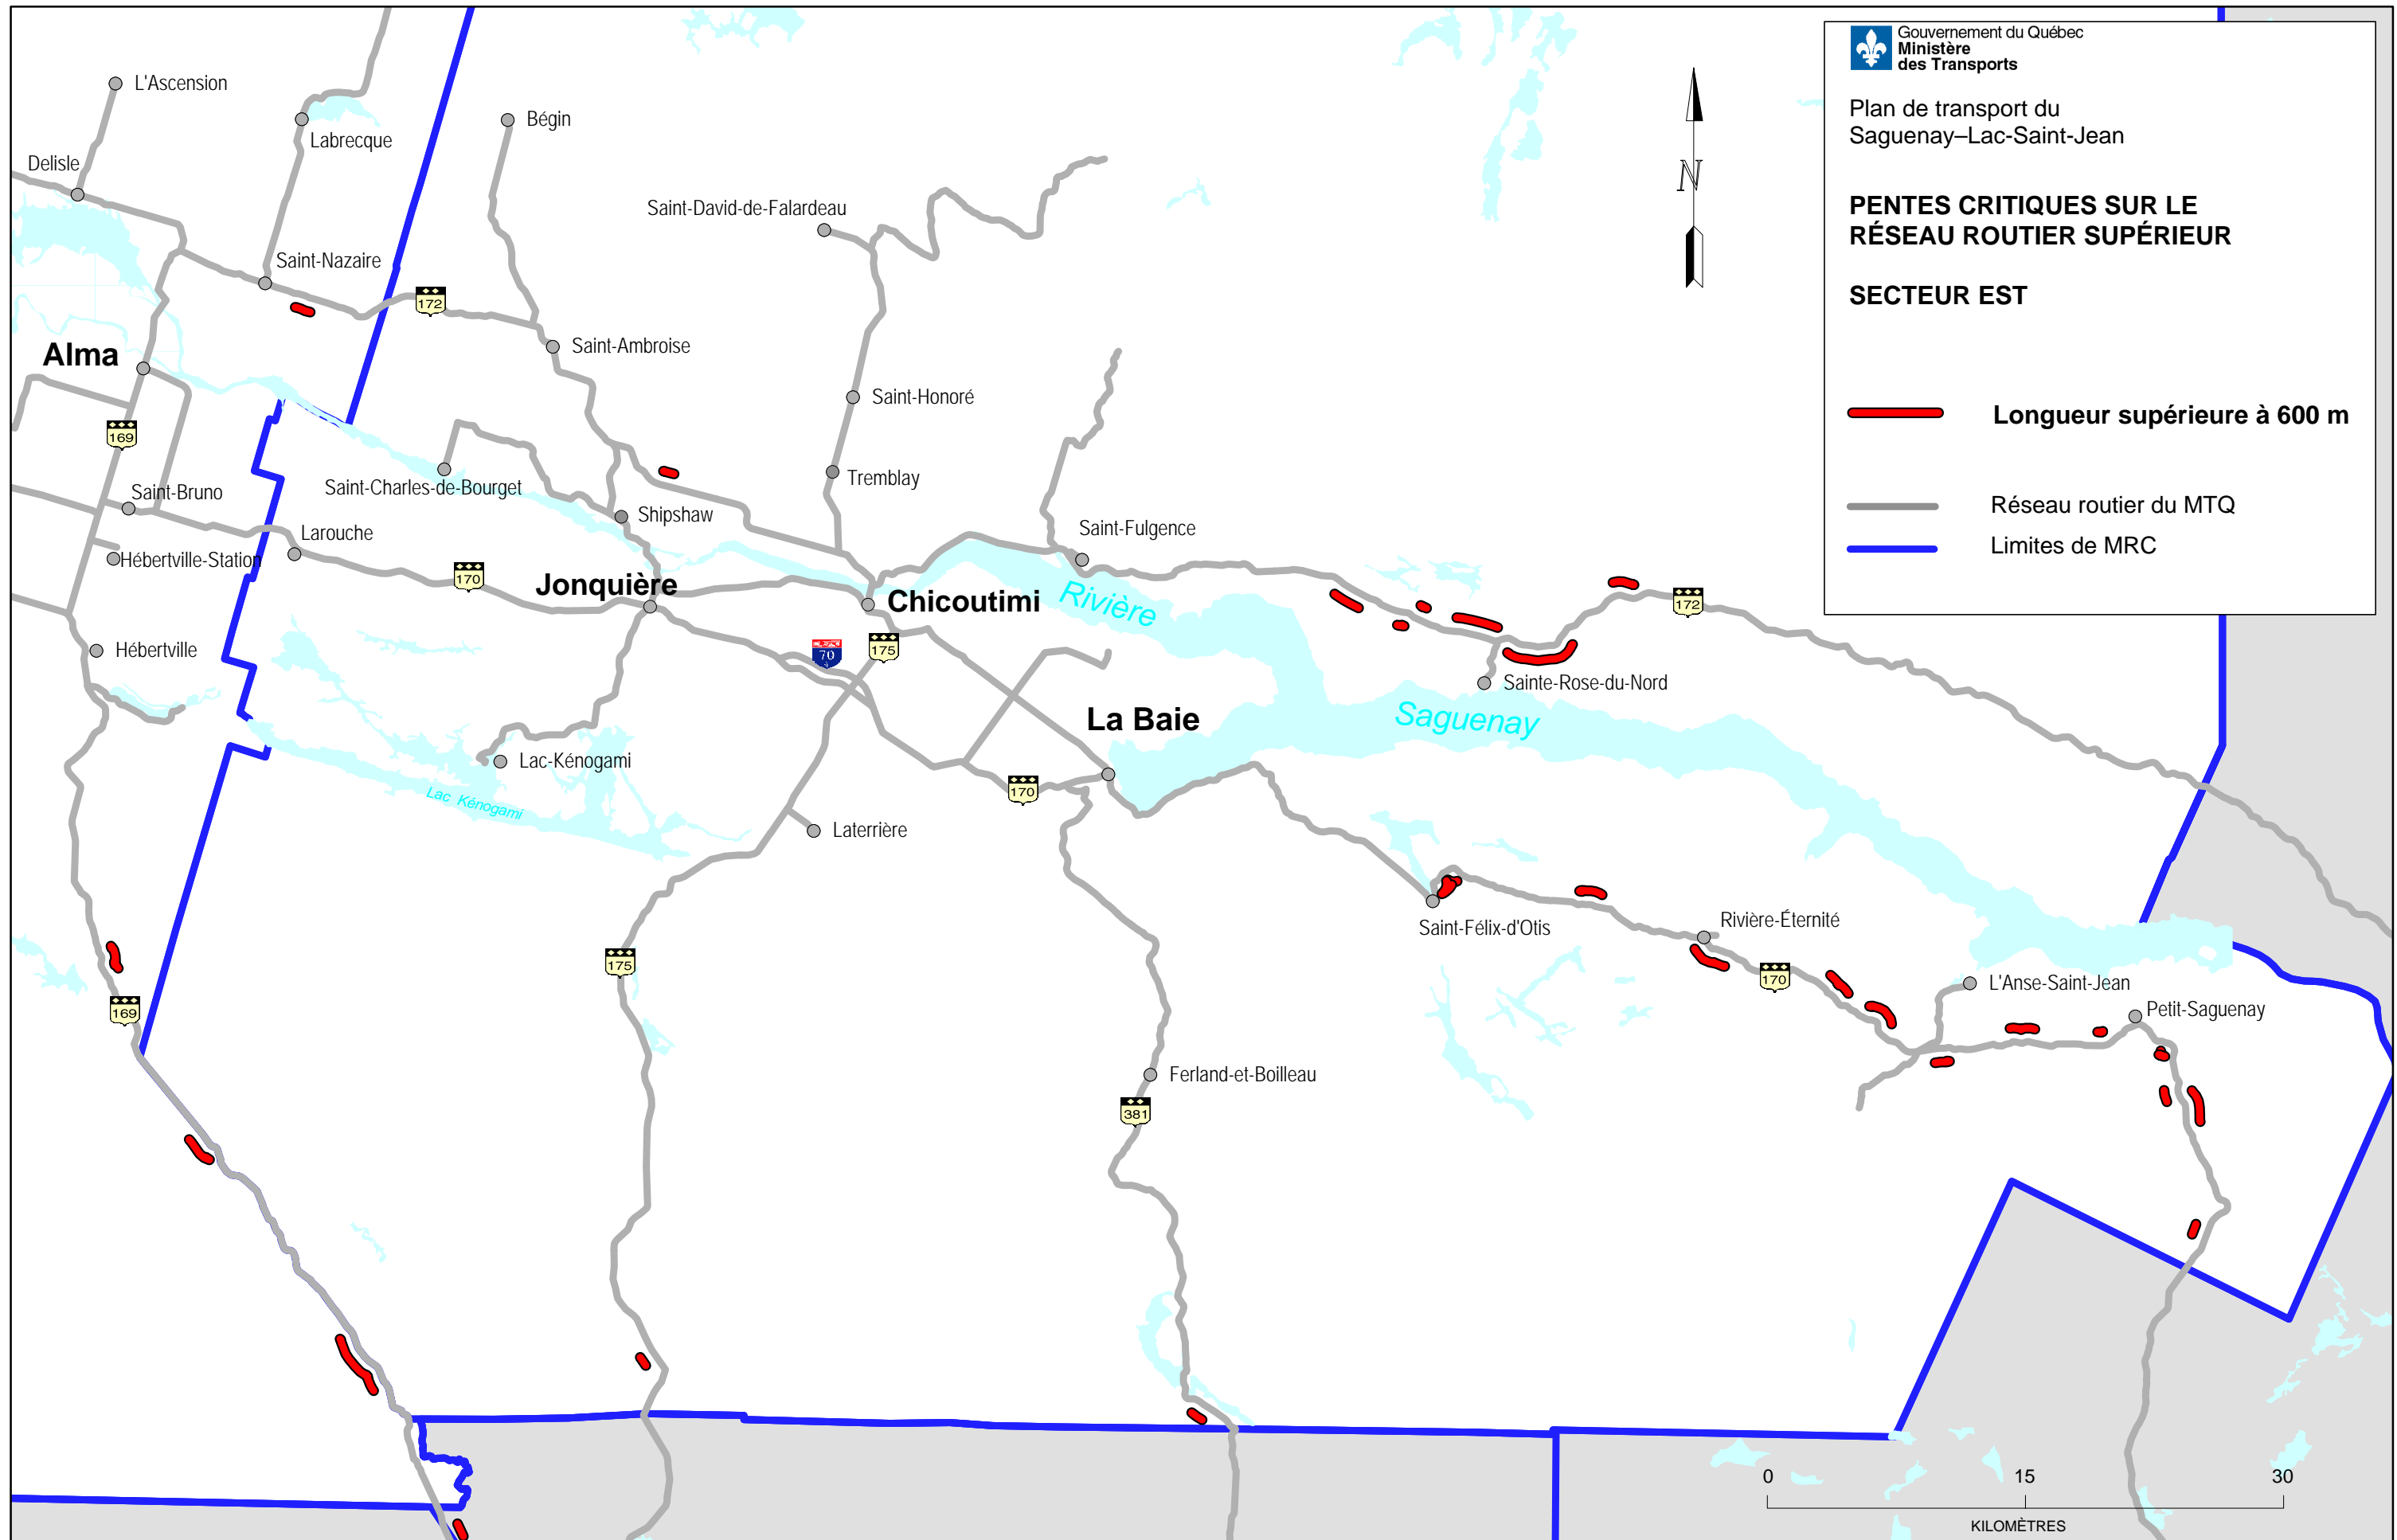 Gouvernement du Québec
Ministère
des Transports
Plan de transport du
Saguenay–Lac-Saint-Jean
PENTES CRITIQUES SUR LE
RÉSEAU ROUTIER SUPÉRIEUR
SECTEUR EST
Longueur supérieure à 600 m
Réseau routier du MTQ
Limites de MRC
N
L'Ascension
Labrecque
Bégin
Delisle
Saint-David-de-Falardeau
Saint-Nazaire
172
Alma
Saint-Ambroise
Saint-Honoré
169
Saint-Bruno
Saint-Charles-de-Bourget
Tremblay
Shipshaw
Larouche
Saint-Fulgence
Hébertville-Station
170
Jonquière
Chicoutimi
Rivière
172
Hébertville
70
175
Sainte-Rose-du-Nord
La Baie
Saguenay
Lac-Kénogami
Lac Kénogami
170
Laterrière
Saint-Félix-d'Otis
Rivière-Éternité
175
170
L'Anse-Saint-Jean
169
Petit-Saguenay
Ferland-et-Boilleau
381
0 15 30
KILOMÈTRES